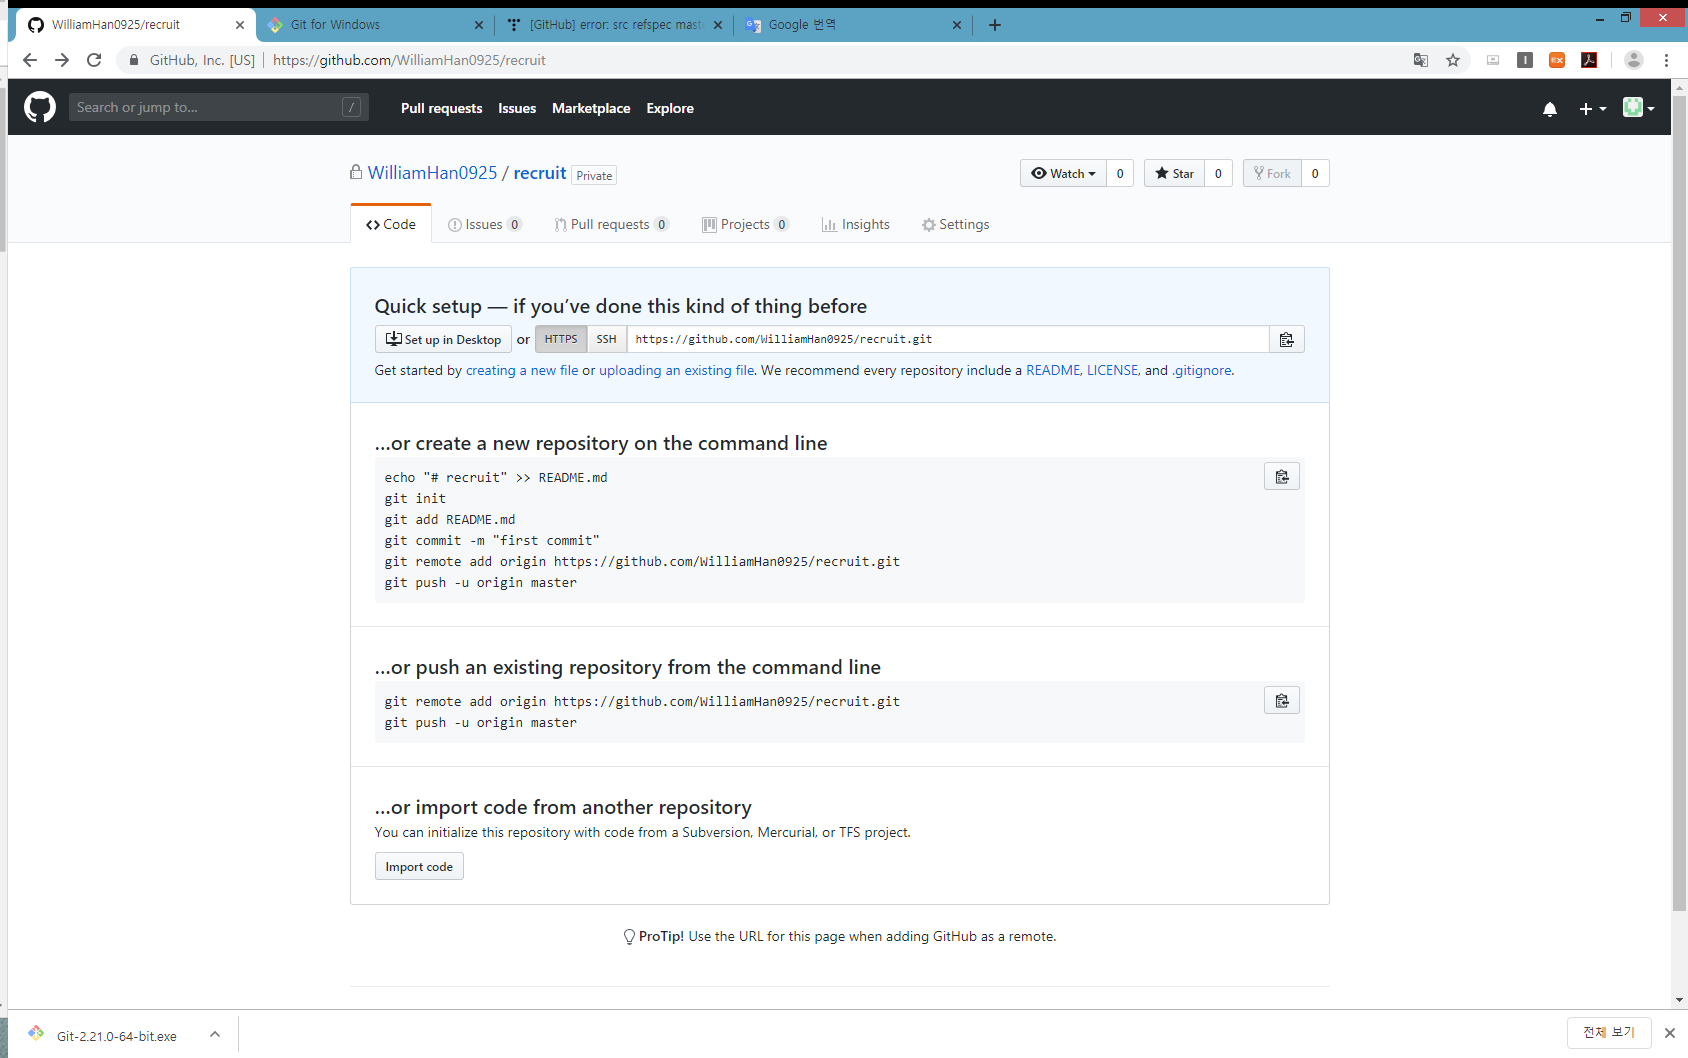 WilliamHan0925/recruit
Git for Windows
[GitHub] error: src refspec mast
Google 번역
GitHub, Inc. [US]
https://github.com/WilliamHan0925/recruit
Search or jump to...
/
Pull requests
Issues
Marketplace
Explore
WilliamHan0925 / recruit Private
Watch 0
Star 0
Fork 0
Code
Issues 0
Pull requests 0
Projects 0
Insights
Settings
Quick setup — if you've done this kind of thing before
Set up in Desktop or HTTPS SSH https://github.com/WilliamHan0925/recruit.git
Get started by creating a new file or uploading an existing file. We recommend every repository include a README, LICENSE, and .gitignore.
…or create a new repository on the command line
echo "# recruit" >> README.md
git init
git add README.md
git commit -m "first commit"
git remote add origin https://github.com/WilliamHan0925/recruit.git
git push -u origin master
…or push an existing repository from the command line
git remote add origin https://github.com/WilliamHan0925/recruit.git
git push -u origin master
…or import code from another repository
You can initialize this repository with code from a Subversion, Mercurial, or TFS project.
Import code
ProTip! Use the URL for this page when adding GitHub as a remote.
Git-2.21.0-64-bit.exe
전체 보기